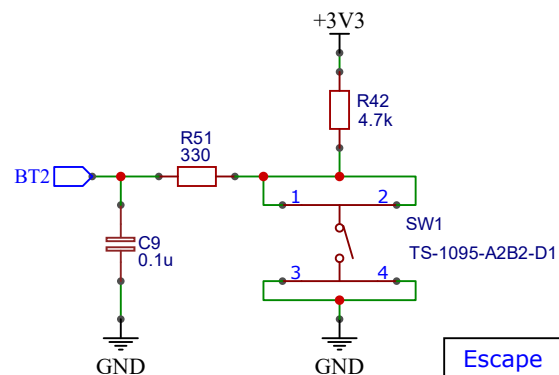 +3V3
R42
4.7k
R51
330
BT2
1
2
SW1
TS-1095-A2B2-D1
C9
0.1u
3
4
GND
GND
Escape